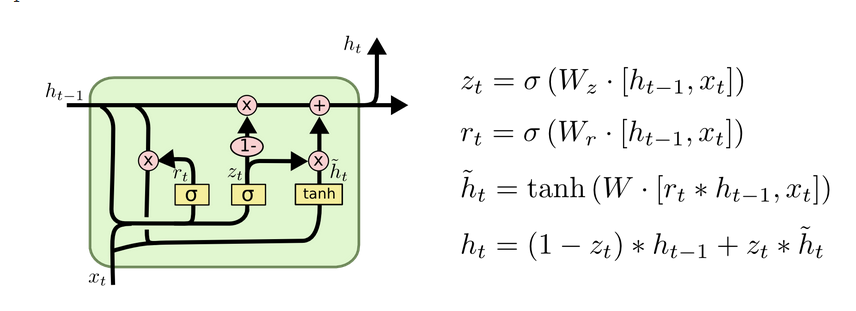 h_t
h_{t-1}
x + 
1-
x r_t z_t x h̃_t
σ σ tanh
x_t
z_t = σ (W_z · [h_{t-1}, x_t])
r_t = σ (W_r · [h_{t-1}, x_t])
h̃_t = tanh (W · [r_t * h_{t-1}, x_t])
h_t = (1 − z_t) * h_{t-1} + z_t * h̃_t